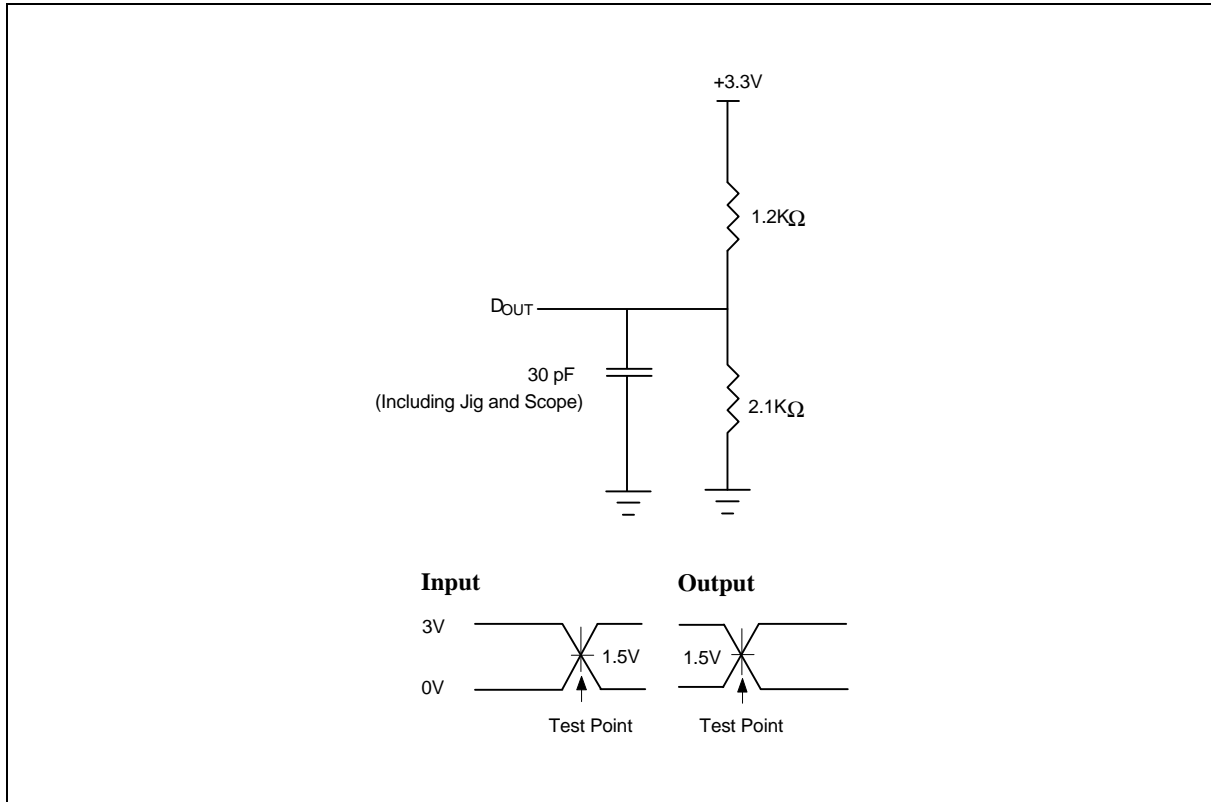 +3.3V
1.2KΩ
DOUT
30 pF
(Including Jig and Scope)
2.1KΩ
Input Output
3V
1.5V 1.5V
0V
Test Point Test Point